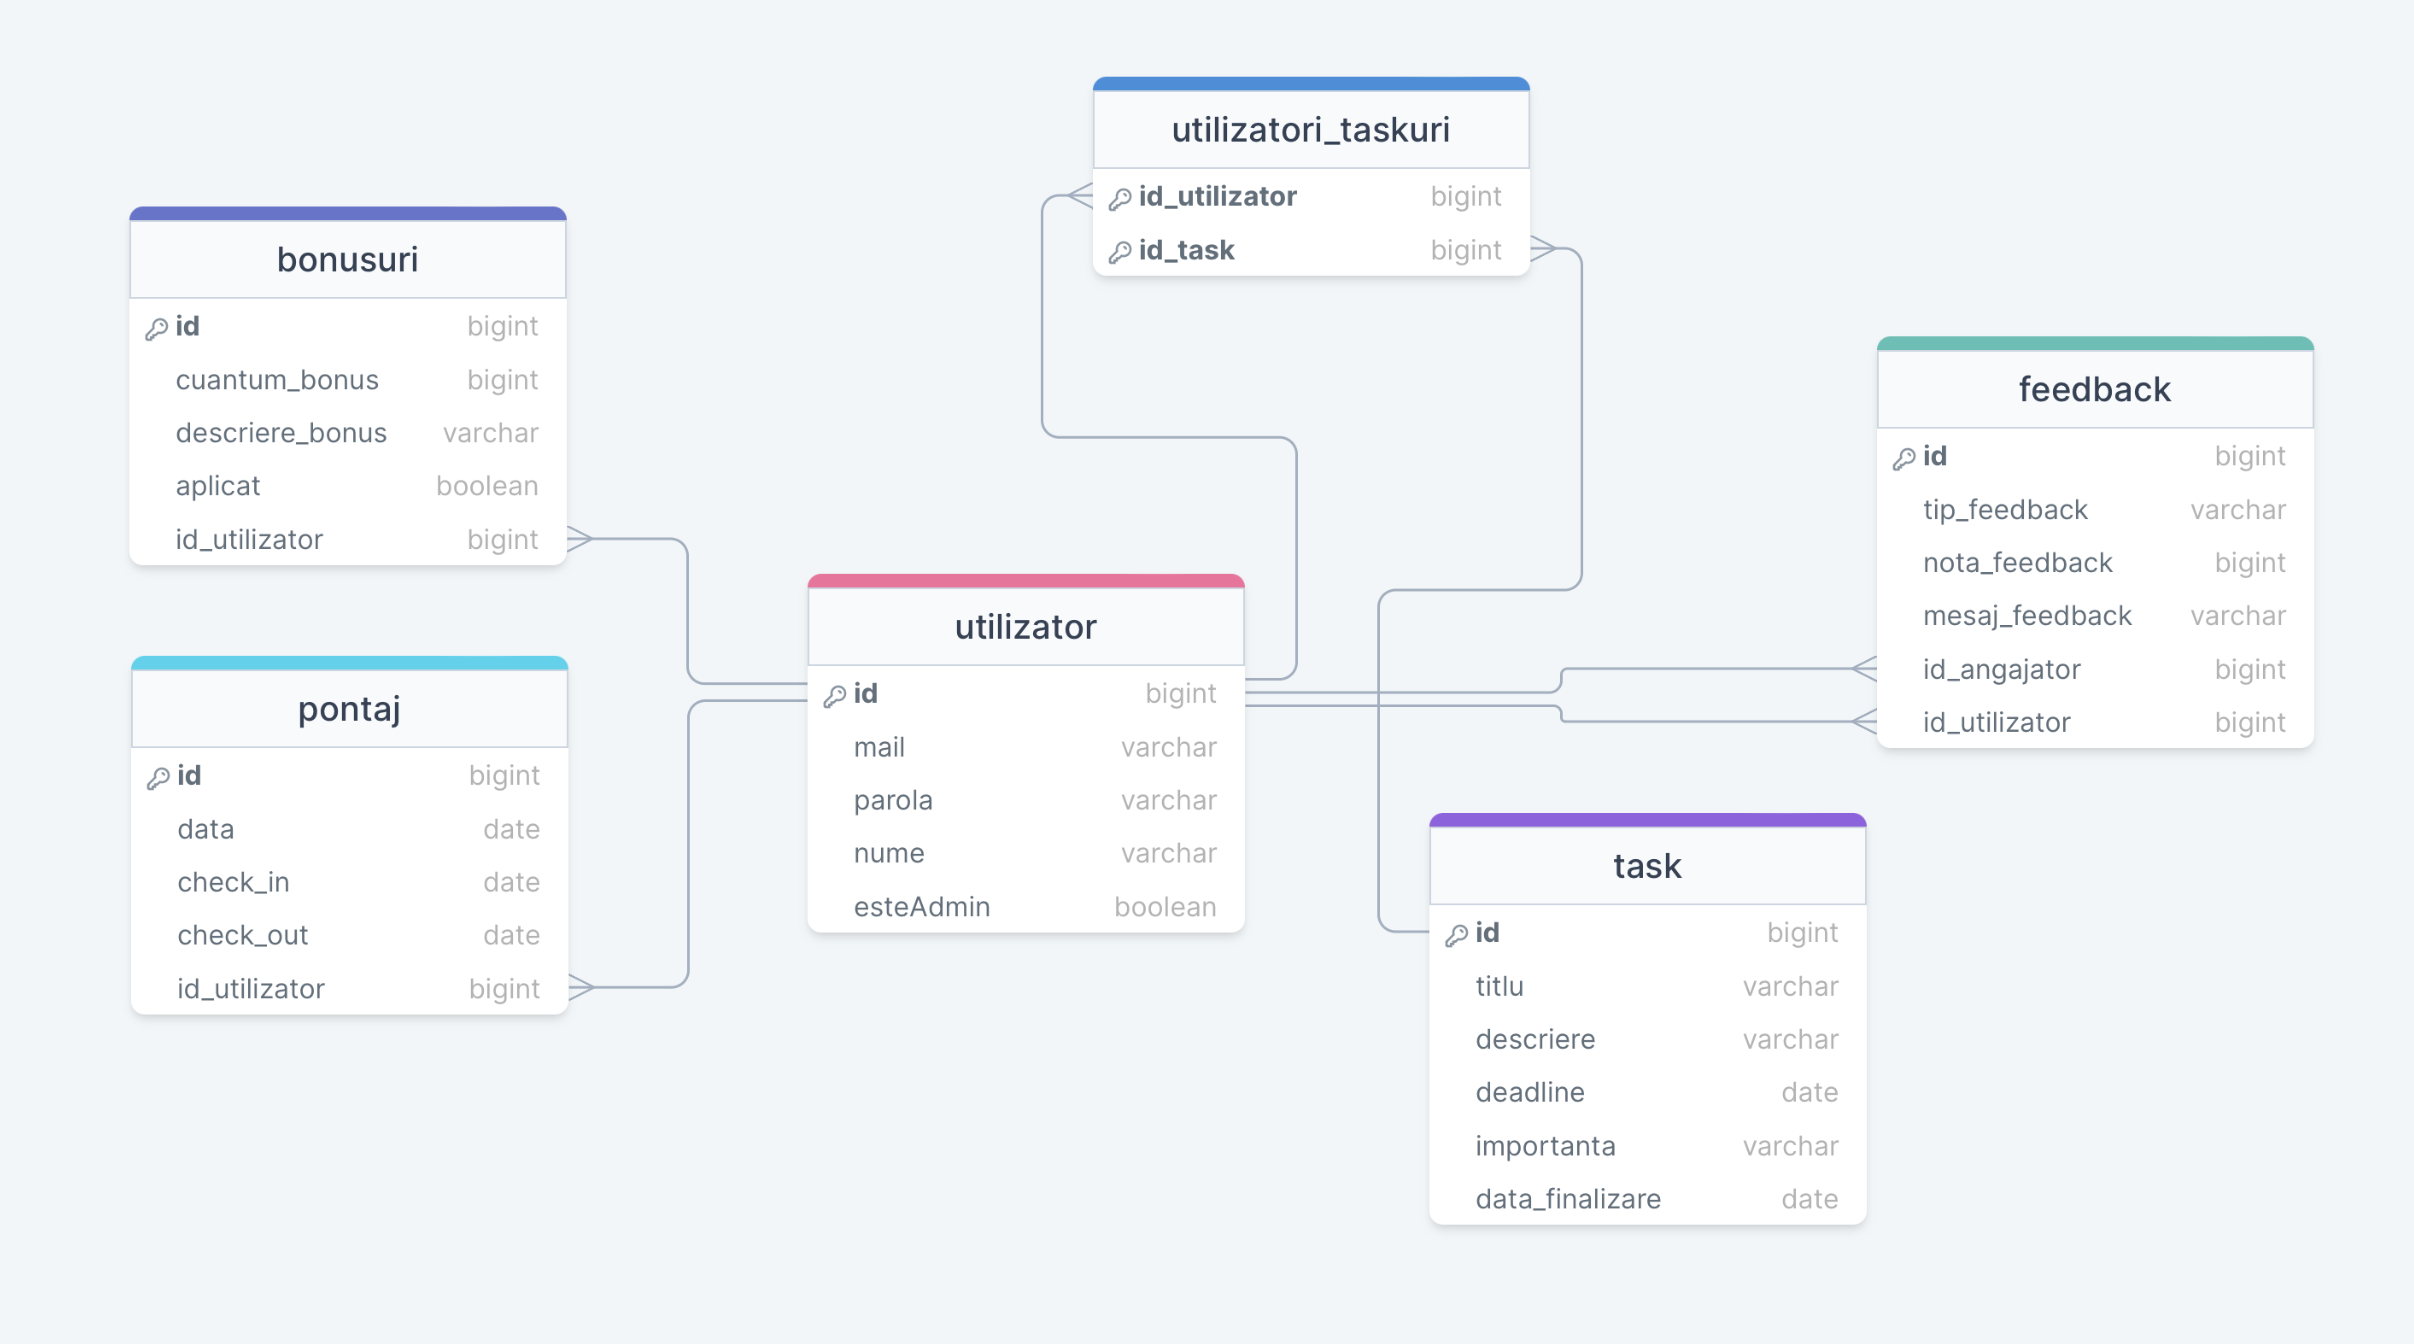 utilizatori_taskuri
id_utilizator bigint
id_task bigint
bonusuri
id bigint
cuantum_bonus bigint
descriere_bonus varchar
aplicat boolean
id_utilizator bigint
feedback
id bigint
tip_feedback varchar
nota_feedback bigint
mesaj_feedback varchar
id_angajator bigint
id_utilizator bigint
utilizator
id bigint
mail varchar
parola varchar
nume varchar
esteAdmin boolean
pontaj
id bigint
data date
check_in date
check_out date
id_utilizator bigint
task
id bigint
titlu varchar
descriere varchar
deadline date
importanta varchar
data_finalizare date